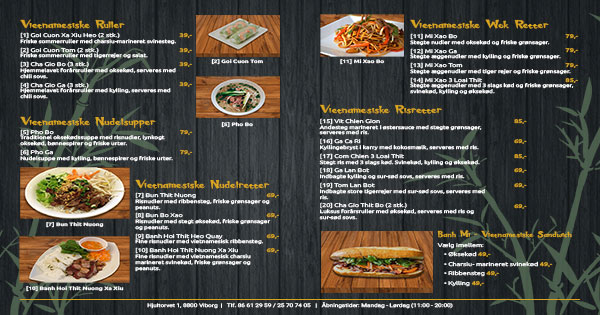 Vietnamesiske Ruller
[1] Goi Cuon Xa Xiu Heo (2 stk.) 39,-
Friske sommerruller med charsiu-marineret svinesteg.
[2] Goi Cuon Tom (2 stk.) 39,-
Friske sommerruller med tigerrejer og salat.
[3] Cha Gio Bo (3 stk.) 39,-
Hjemmelavet forårsruller med oksekød, serveres med
chili sovs.
[4] Cha Gio Ga (3 stk.) 39,-
Hjemmelavet forårsruller med kylling, serveres med
chili sovs.
[2] Goi Cuon Tom
[5] Pho Bo
Vietnamesiske Nudelsupper
[5] Pho Bo 79,-
Traditionel oksekødssuppe med risnudler, lynkogt
oksekød, bønnespirer og friske urter.
[6] Pho Ga 79,-
Nudelsuppe med kylling, bønnespirer og friske urter.
[7] Bun Thit Nuong
[10] Banh Hoi Thit Nuong Xa Xiu
Vietnamesiske Nudelretter
[7] Bun Thit Nuong 69,-
Risnudler med ribbensteg, friske grønsager og
peanuts.
[8] Bun Bo Xao 69,-
Risnudler med stegt oksekød, friske grønsager
og peanuts.
[9] Banh Hoi Thit Heo Quay 69,-
Fine risnudler med vietnamesisk ribbensteg.
[10] Banh Hoi Thit Nuong Xa Xiu 69,-
Fine risnudler med vietnamesisk charsiu
marineret svinekød, friske grønsager og
peanuts.
[11] Mi Xao Bo
Vietnamesiske Wok Retter
[11] Mi Xao Bo 79,-
Stegte nudler med oksekød og friske grønsager.
[12] Mi Xao Ga 79,-
Stegte æggenudler med kylling og friske grønsager.
[13] Mi Xao Tom 79,-
Stegte æggenudler med tiger rejer og friske grønsager.
[14] Mi Xao 3 Loai Thit 85,-
Stegte æggenudler med 3 slags kød og friske grønsager,
svinekød, kylling og oksekød.
Vietnamesiske Risretter
[15] Vit Chien Gion 85,-
Andesteg marineret i østersauce med stegte grønsager,
serveres med ris.
[16] Ga Ca Ri 69,-
Kyllingebryst i karry med kokosmælk, serveres med ris.
[17] Com Chien 3 Loai Thit 85,-
Stegt ris med 3 slags kød. Svinekød, kylling og oksekød.
[18] Ga Lan Bot 69,-
Indbagte kylling og sur-sød sovs, serveres med ris.
[19] Tom Lan Bot 69,-
Indbagte store tigerrejer med sur-sød sovs, serveres med
ris.
[20] Cha Gio Thit Bo (2 stk.) 69,-
Luksus forårsruller med oksekød, serveres med ris og
sur-sød sovs.
Banh Mi - Vietnamesiske Sandwich
Vælg imellem:
• Oksekød 49,-
• Charsiu- marineret svinekød 49,-
• Ribbensteg 49,-
• Kylling 49,-
Hjultorvet 1, 8800 Viborg | Tlf. 86 61 29 59 / 25 70 74 05 | Åbningstider: Mandag - Lørdag (11:00 - 20:00)